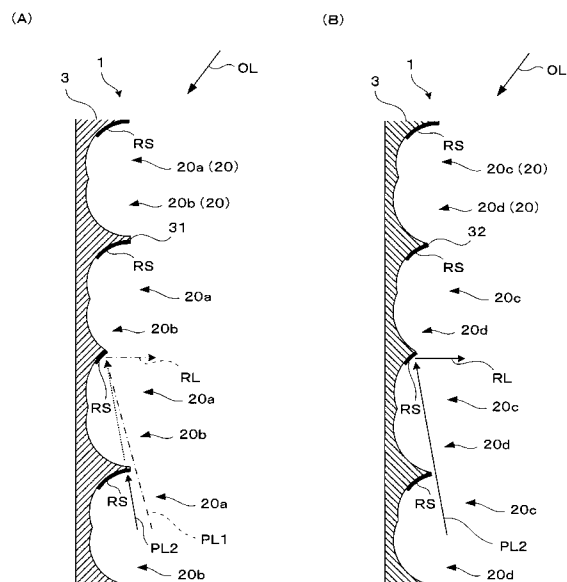 (A)
OL
3
1
RS
20a (20)
20b (20)
31
RS
20a
20b
RL
RS
20a
20b
20a
RS
PL1
PL2
20b
(B)
OL
3
1
RS
20c (20)
20d (20)
32
RS
20c
20d
RL
RS
20c
20d
RS
20c
PL2
20d